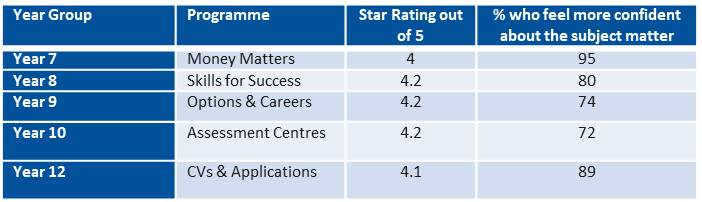 Year Group Programme Star Rating out of 5 % who feel more confident about the subject matter
Year 7 Money Matters 4 95
Year 8 Skills for Success 4.2 80
Year 9 Options & Careers 4.2 74
Year 10 Assessment Centres 4.2 72
Year 12 CVs & Applications 4.1 89